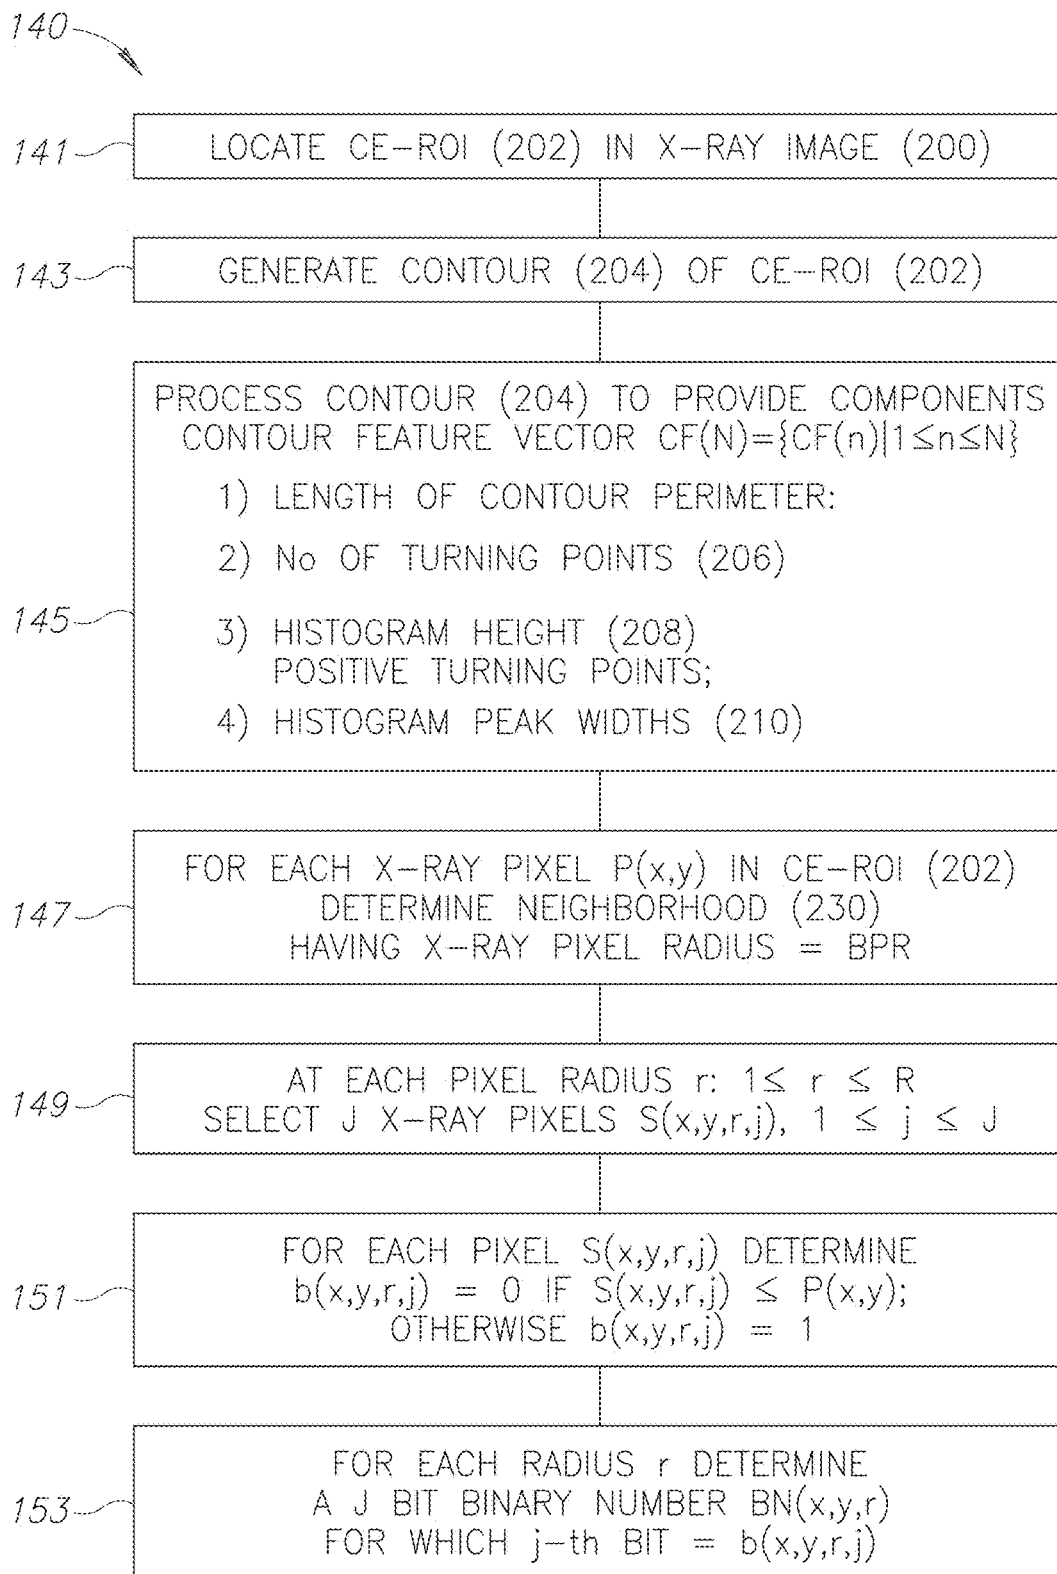 140
141
LOCATE CE-ROI (202) IN X-RAY IMAGE (200)
143
GENERATE CONTOUR (204) OF CE-ROI (202)
145
PROCESS CONTOUR (204) TO PROVIDE COMPONENTS
CONTOUR FEATURE VECTOR CF(N)={CF(n)|1≤n≤N}
1) LENGTH OF CONTOUR PERIMETER:
2) No OF TURNING POINTS (206)
3) HISTOGRAM HEIGHT (208)
POSITIVE TURNING POINTS;
4) HISTOGRAM PEAK WIDTHS (210)
147
FOR EACH X-RAY PIXEL P(x,y) IN CE-ROI (202)
DETERMINE NEIGHBORHOOD (230)
HAVING X-RAY PIXEL RADIUS = BPR
149
AT EACH PIXEL RADIUS r: 1≤ r ≤ R
SELECT J X-RAY PIXELS S(x,y,r,j), 1 ≤ j ≤ J
151
FOR EACH PIXEL S(x,y,r,j) DETERMINE
b(x,y,r,j) = 0 IF S(x,y,r,j) ≤ P(x,y);
OTHERWISE b(x,y,r,j) = 1
153
FOR EACH RADIUS r DETERMINE
A J BIT BINARY NUMBER BN(x,y,r)
FOR WHICH j-th BIT = b(x,y,r,j)